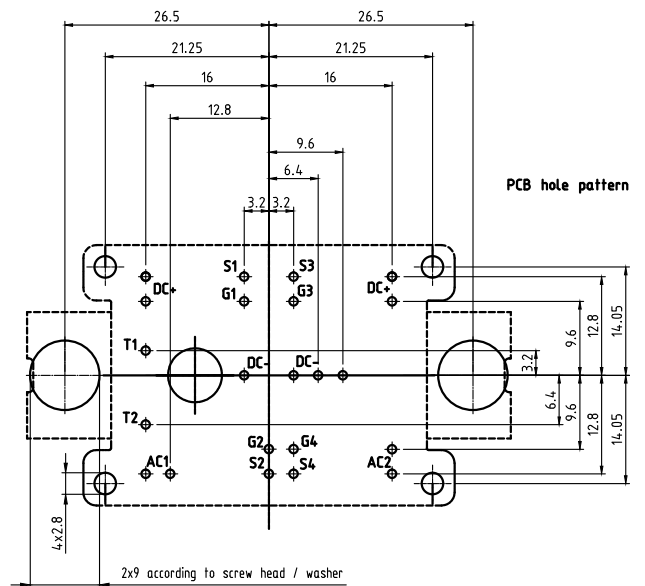 26.5 26.5
21.25 21.25
16 16
12.8
9.6
6.4
PCB hole pattern
3.2 3.2
S1 S3
DC+ DC+
G1 G3
9.6 12.8 14.05
T1
DC- DC-
3.2
T2
6.4 9.6 12.8 14.05
G2 G4
AC1 S2 S4 AC2
4x2.8
2x9 according to screw head / washer